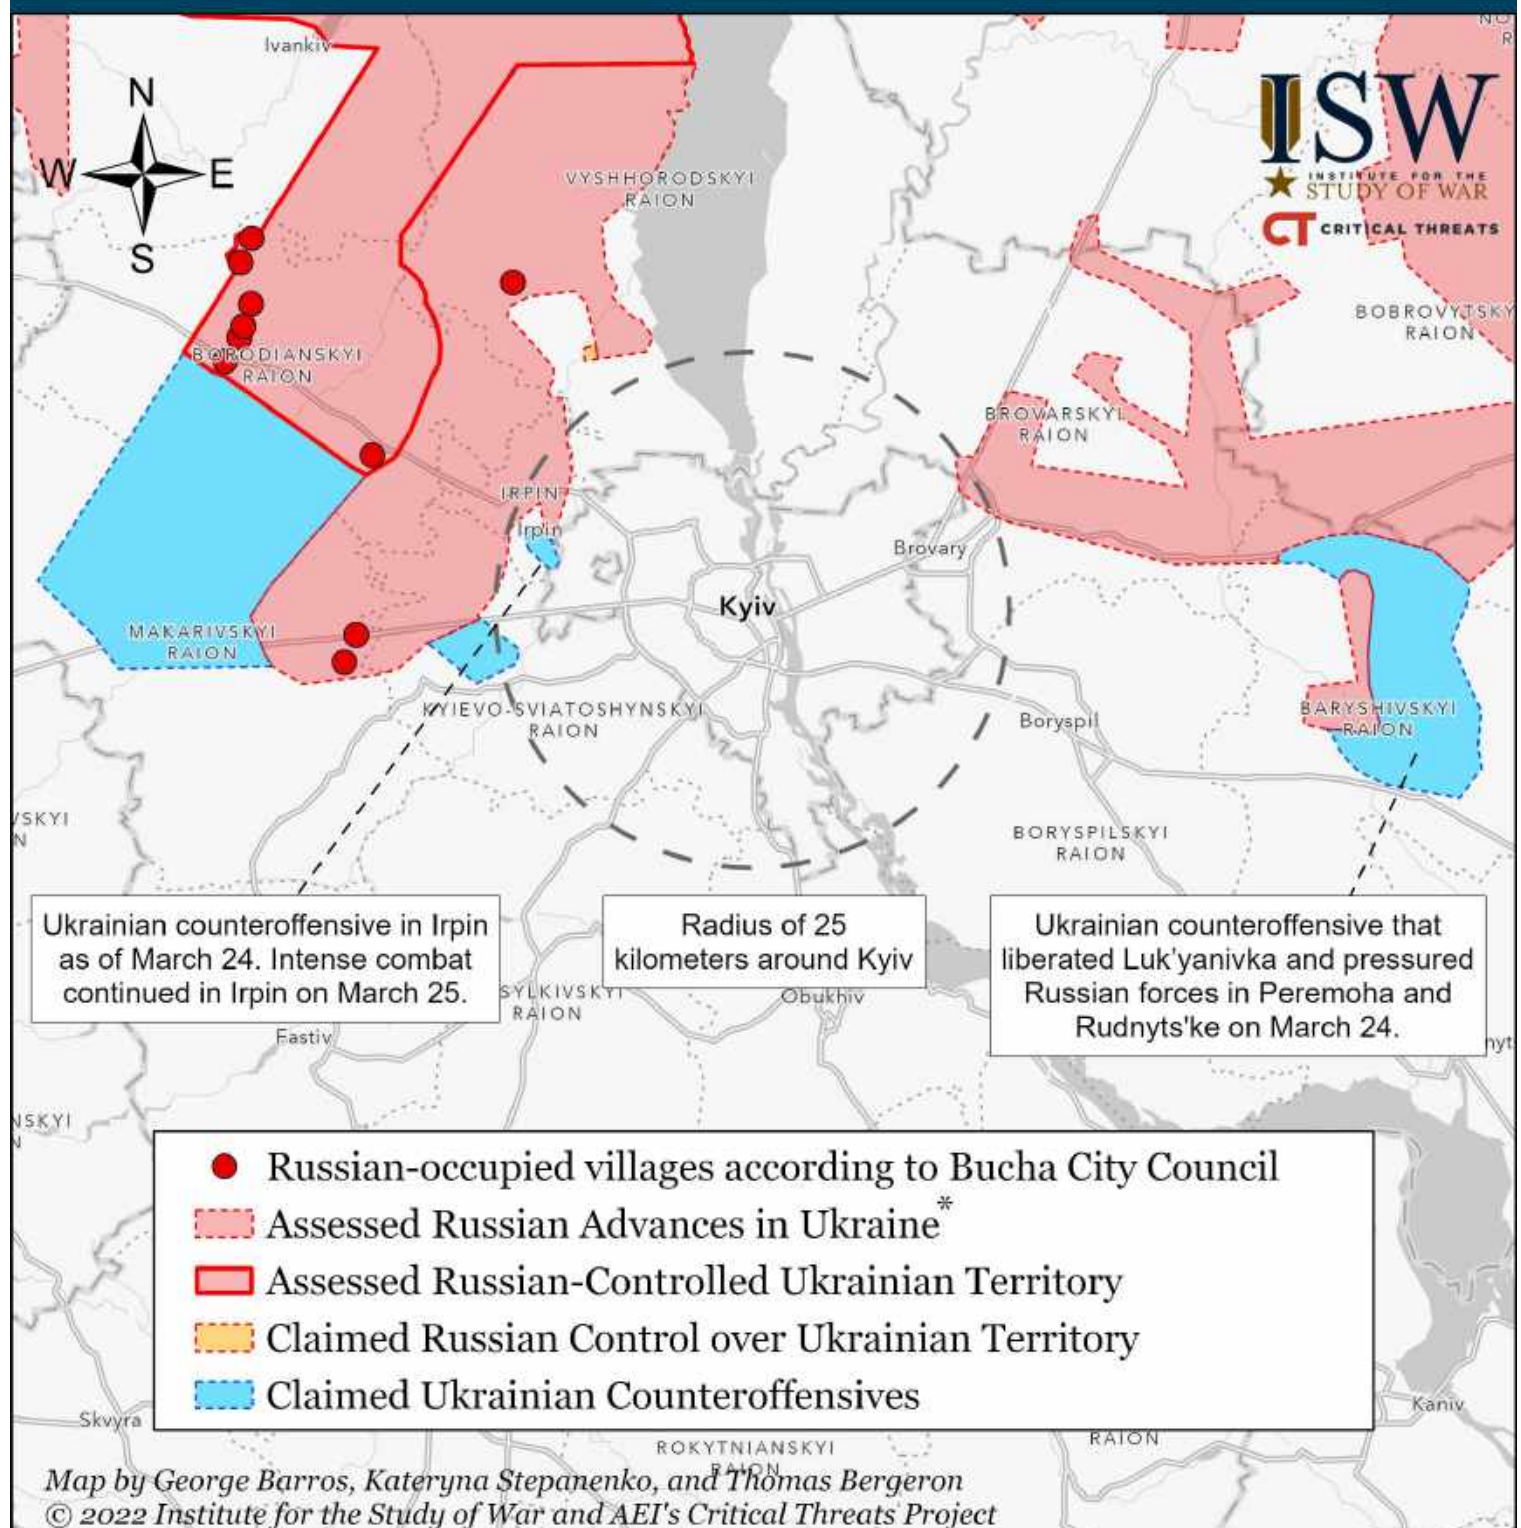 NO
R
Ivankiv
N
W
E
S
ISW
INSTITUTE FOR THE
STUDY OF WAR
CT CRITICAL THREATS
VYSHHORODSKYI
RAION
BOBROVYTSKY
RAION
BORODIANSKYI
RAION
BROVARSKYI
RAION
IRPIN
Irpin
Brovary
Kyiv
MAKARIVSKYI
RAION
KYIEVO-SVIATOSHYNSKYI
RAION
Boryspil
BARYSHIVSKYI
RAION
VSKYI
N
BORYSPILSKYI
RAION
Ukrainian counteroffensive in Irpin
as of March 24. Intense combat
continued in Irpin on March 25.
Radius of 25
kilometers around Kyiv
Ukrainian counteroffensive that
liberated Luk'yanivka and pressured
Russian forces in Peremoha and
Rudnyts'ke on March 24.
SYLKIVSKYI
RAION
Obukhiv
Fastiv
nyt
NSKYI
N
Russian-occupied villages according to Bucha City Council
Assessed Russian Advances in Ukraine*
Assessed Russian-Controlled Ukrainian Territory
Claimed Russian Control over Ukrainian Territory
Claimed Ukrainian Counteroffensives
Skvyra
Kaniv
RAION
ROKYTNIANSKYI
RAION
Map by George Barros, Kateryna Stepanenko, and Thomas Bergeron
© 2022 Institute for the Study of War and AEI's Critical Threats Project